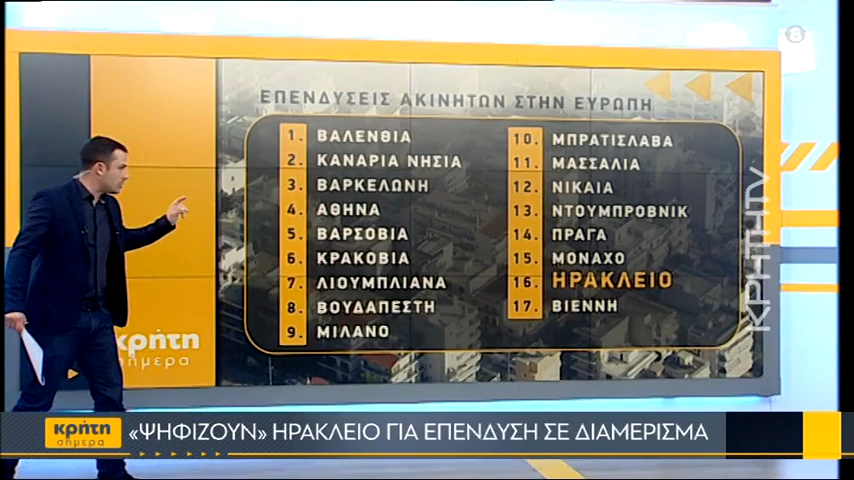 ΕΠΕΝΔΥΣΕΙΣ ΑΚΙΝΗΤΩΝ ΣΤΗΝ ΕΥΡΩΠΗ
1. ΒΑΛΕΝΘΙΑ
2. ΚΑΝΑΡΙΑ ΝΗΣΙΑ
3. ΒΑΡΚΕΛΩΝΗ
4. ΑΘΗΝΑ
5. ΒΑΡΣΟΒΙΑ
6. ΚΡΑΚΟΒΙΑ
7. ΛΙΟΥΜΠΛΙΑΝΑ
8. ΒΟΥΔΑΠΕΣΤΗ
9. ΜΙΛΑΝΟ
10. ΜΠΡΑΤΙΣΛΑΒΑ
11. ΜΑΣΣΑΛΙΑ
12. ΝΙΚΑΙΑ
13. ΝΤΟΥΜΠΡΟΒΝΙΚ
14. ΠΡΑΓΑ
15. ΜΟΝΑΧΟ
16. ΗΡΑΚΛΕΙΟ
17. ΒΙΕΝΝΗ
κρήτη
σήμερα
ΚΡΗΤΗTV
8
κρήτη
σήμερα
«ΨΗΦΙΖΟΥΝ» ΗΡΑΚΛΕΙΟ ΓΙΑ ΕΠΕΝΔΥΣΗ ΣΕ ΔΙΑΜΕΡΙΣΜΑ